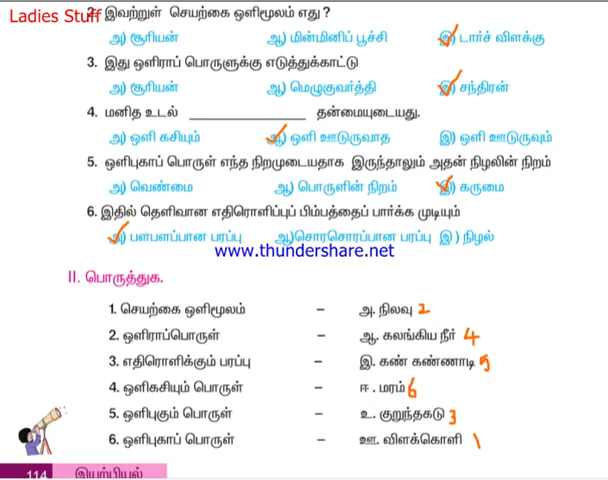 Ladies Stuff
2. இவற்றுள் செயற்கை ஒளிமூலம் எது ?
அ) சூரியன் ஆ) மின்மினிப் பூச்சி இ) டார்ச் விளக்கு
3. இது ஒளிராப் பொருளுக்கு எடுத்துக்காட்டு
அ) சூரியன் ஆ) மெழுகுவர்த்தி இ) சந்திரன்
4. மனித உடல் ____________ தன்மையுடையது.
அ) ஒளி கசியும் ஆ) ஒளி ஊடுருவாத இ) ஒளி ஊடுருவும்
5. ஒளிபுகாப் பொருள் எந்த நிறமுடையதாக இருந்தாலும் அதன் நிழலின் நிறம்
அ) வெண்மை ஆ) பொருளின் நிறம் இ) கருமை
6. இதில் தெளிவான எதிரொளிப்புப் பிம்பத்தைப் பார்க்க முடியும்
அ) பளபளப்பான பரப்பு ஆ)சொரசொரப்பான பரப்பு இ ) நிழல்
www.thundershare.net
II. பொருத்துக.
1. செயற்கை ஒளிமூலம் – அ. நிலவு 2
2. ஒளிராப்பொருள் – ஆ. கலங்கிய நீர் 4
3. எதிரொளிக்கும் பரப்பு – இ. கண் கண்ணாடி 5
4. ஒளிகசியும் பொருள் – ஈ . மரம் 6
5. ஒளிபுகும் பொருள் – உ. குறுந்தகடு 3
6. ஒளிபுகாப் பொருள் – ஊ. விளக்கொளி 1
114 இயற்பியல்